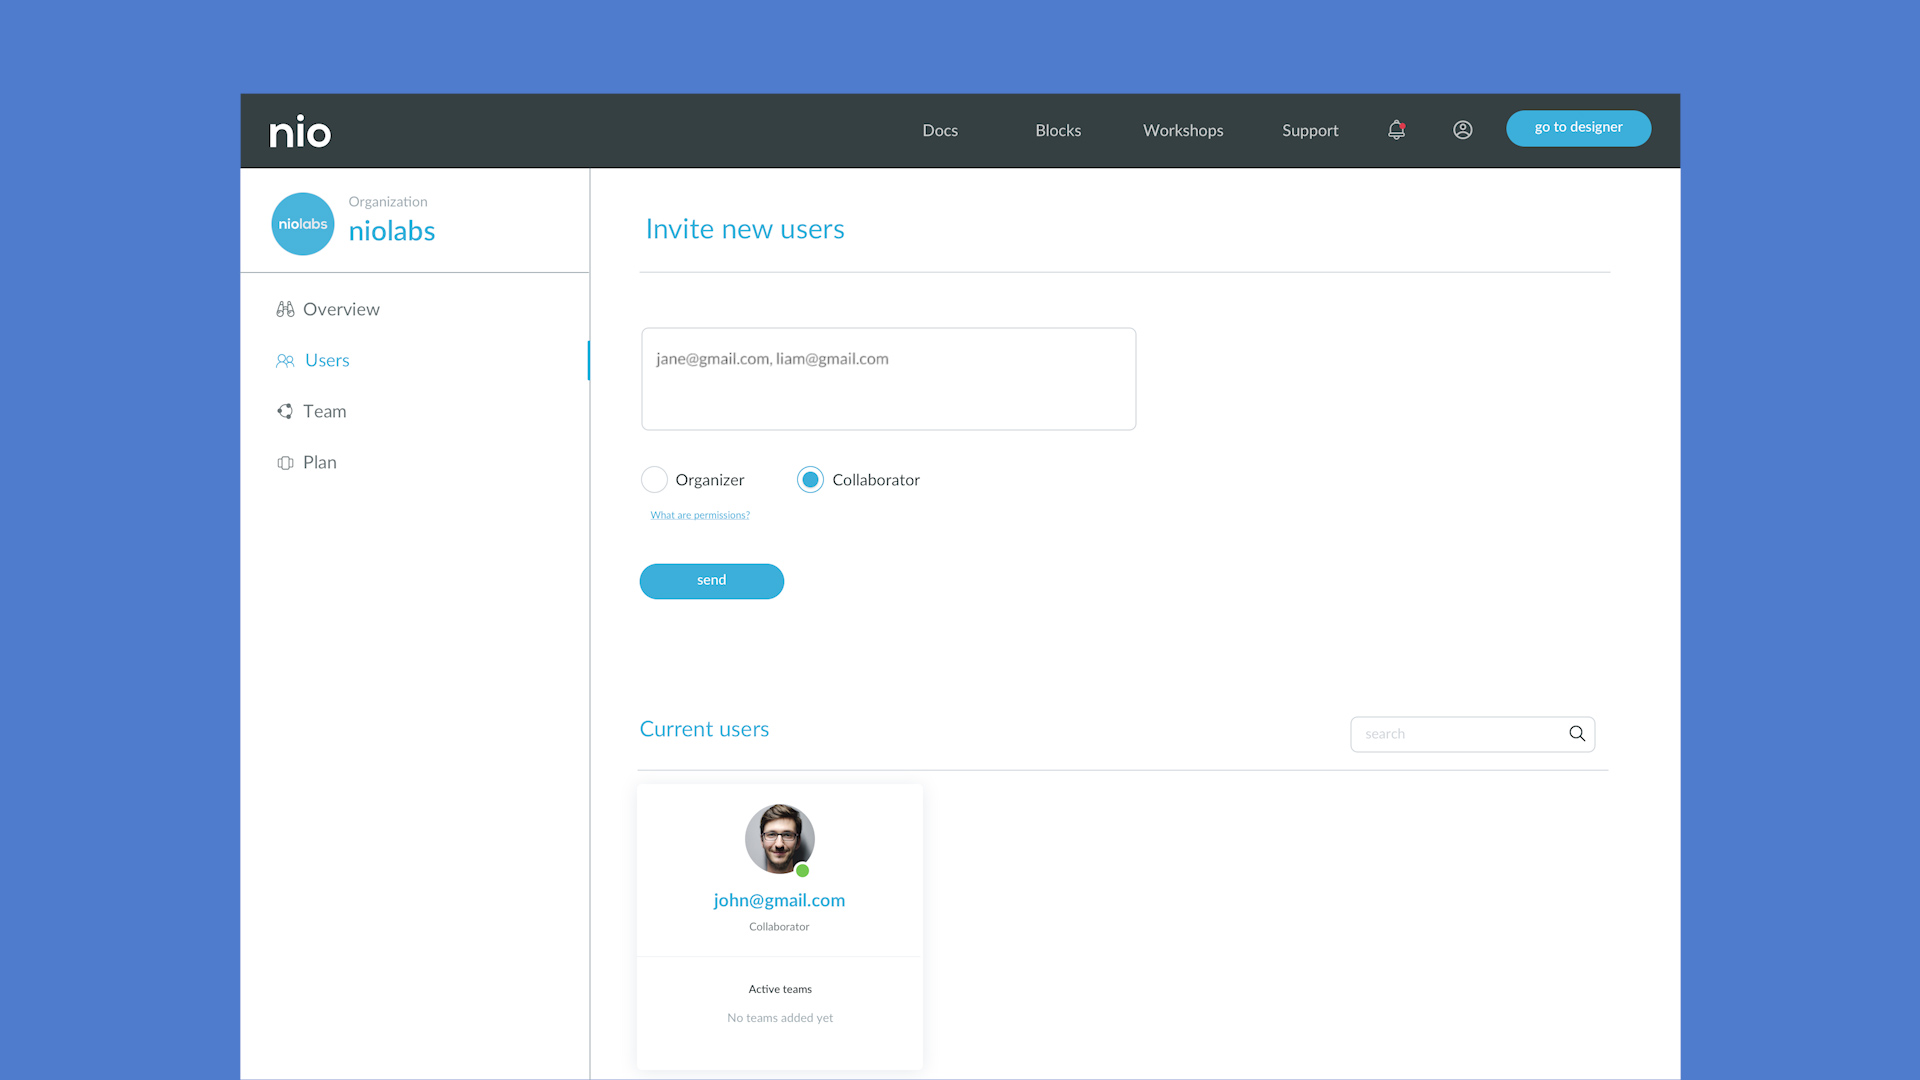 nio
Docs
Blocks
Workshops
Support
go to designer
niolabs
Organization
niolabs
Overview
Users
Team
Plan
Invite new users
jane@gmail.com, liam@gmail.com
Organizer
Collaborator
What are permissions?
send
Current users
search
john@gmail.com
Collaborator
Active teams
No teams added yet